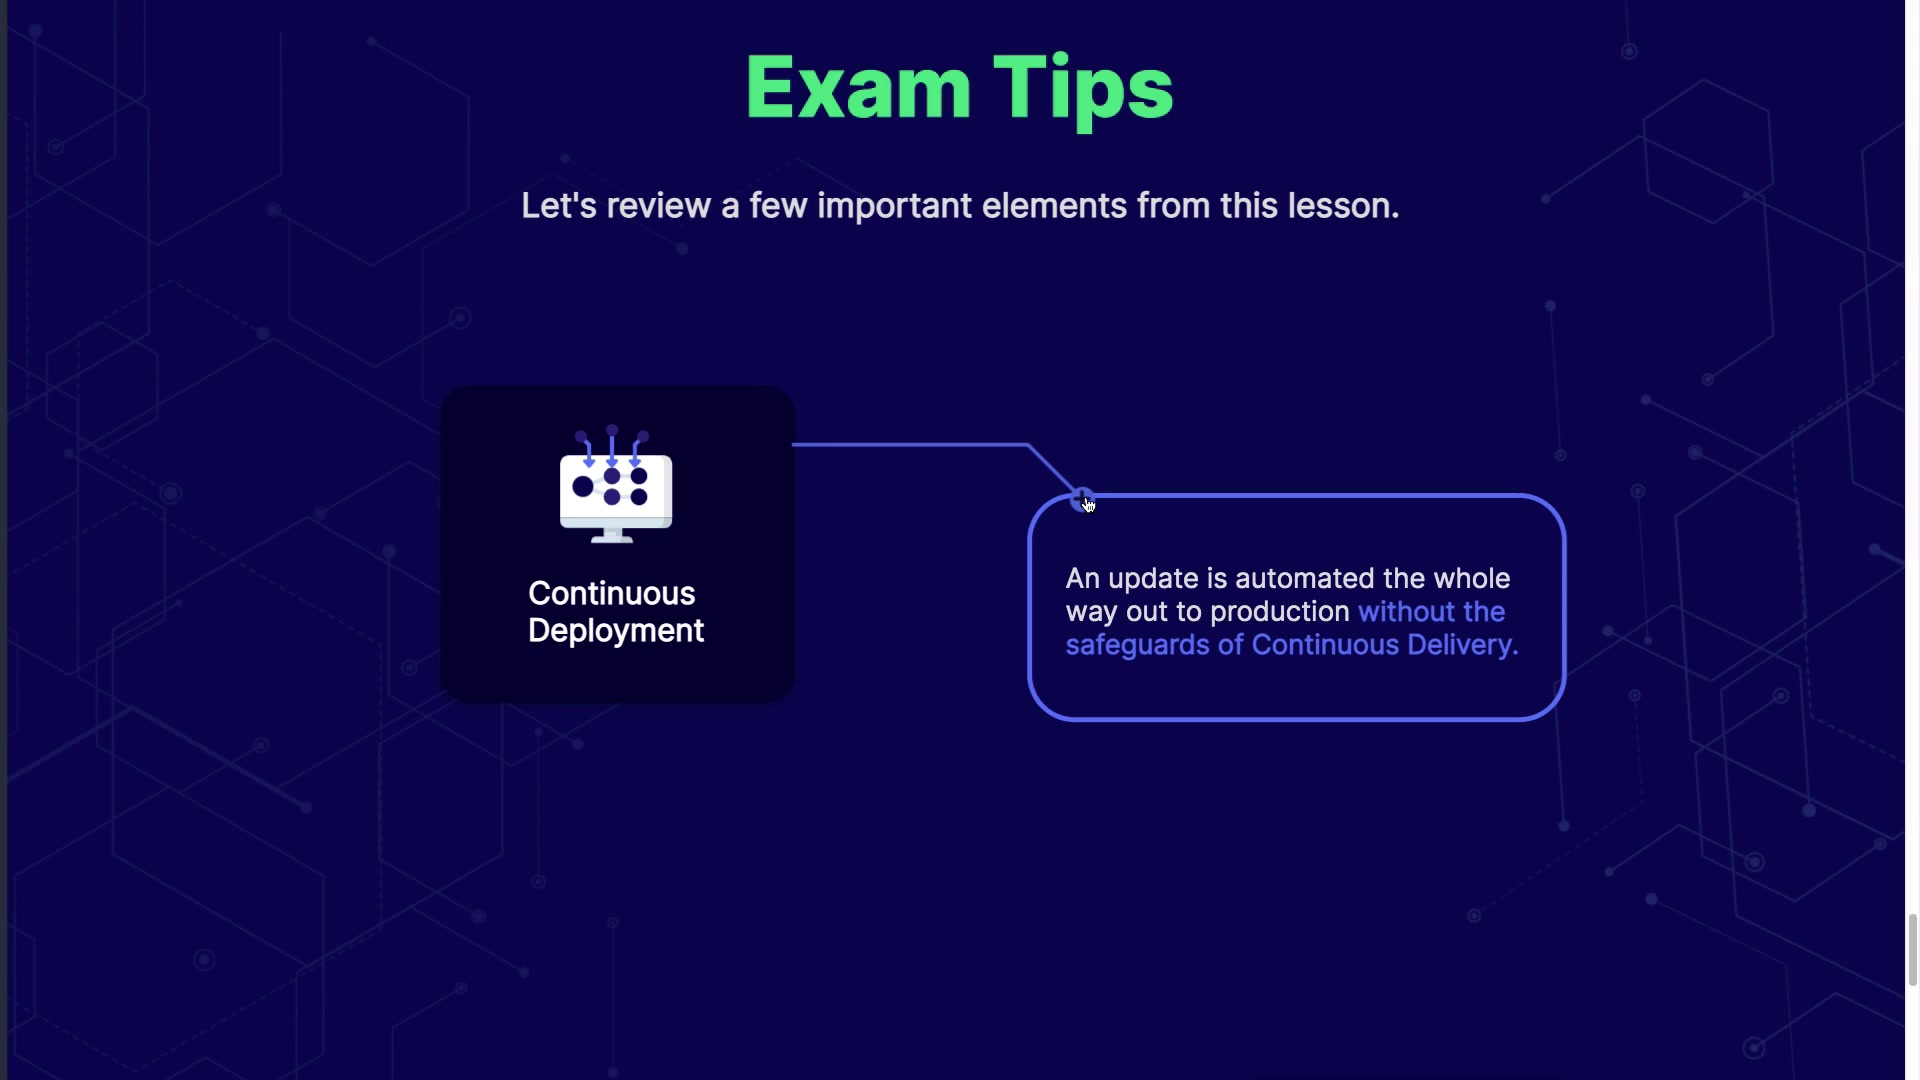 Exam Tips
Let's review a few important elements from this lesson.
Continuous
Deployment
An update is automated the whole
way out to production without the
safeguards of Continuous Delivery.